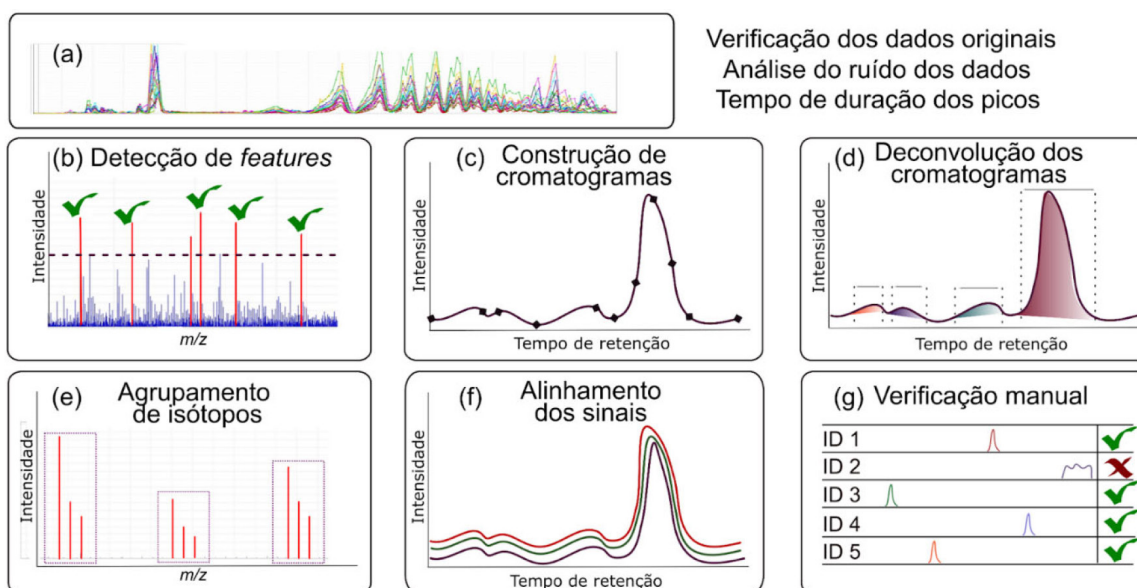 (a)
Verificação dos dados originais
Análise do ruído dos dados
Tempo de duração dos picos
(b) Detecção de features
Intensidade
m/z
(c) Construção de
cromatogramas
Intensidade
Tempo de retenção
(d) Deconvolução dos
cromatogramas
Intensidade
Tempo de retenção
(e) Agrupamento
de isótopos
Intensidade
m/z
(f) Alinhamento
dos sinais
Intensidade
Tempo de retenção
(g) Verificação manual
ID 1
ID 2
ID 3
ID 4
ID 5